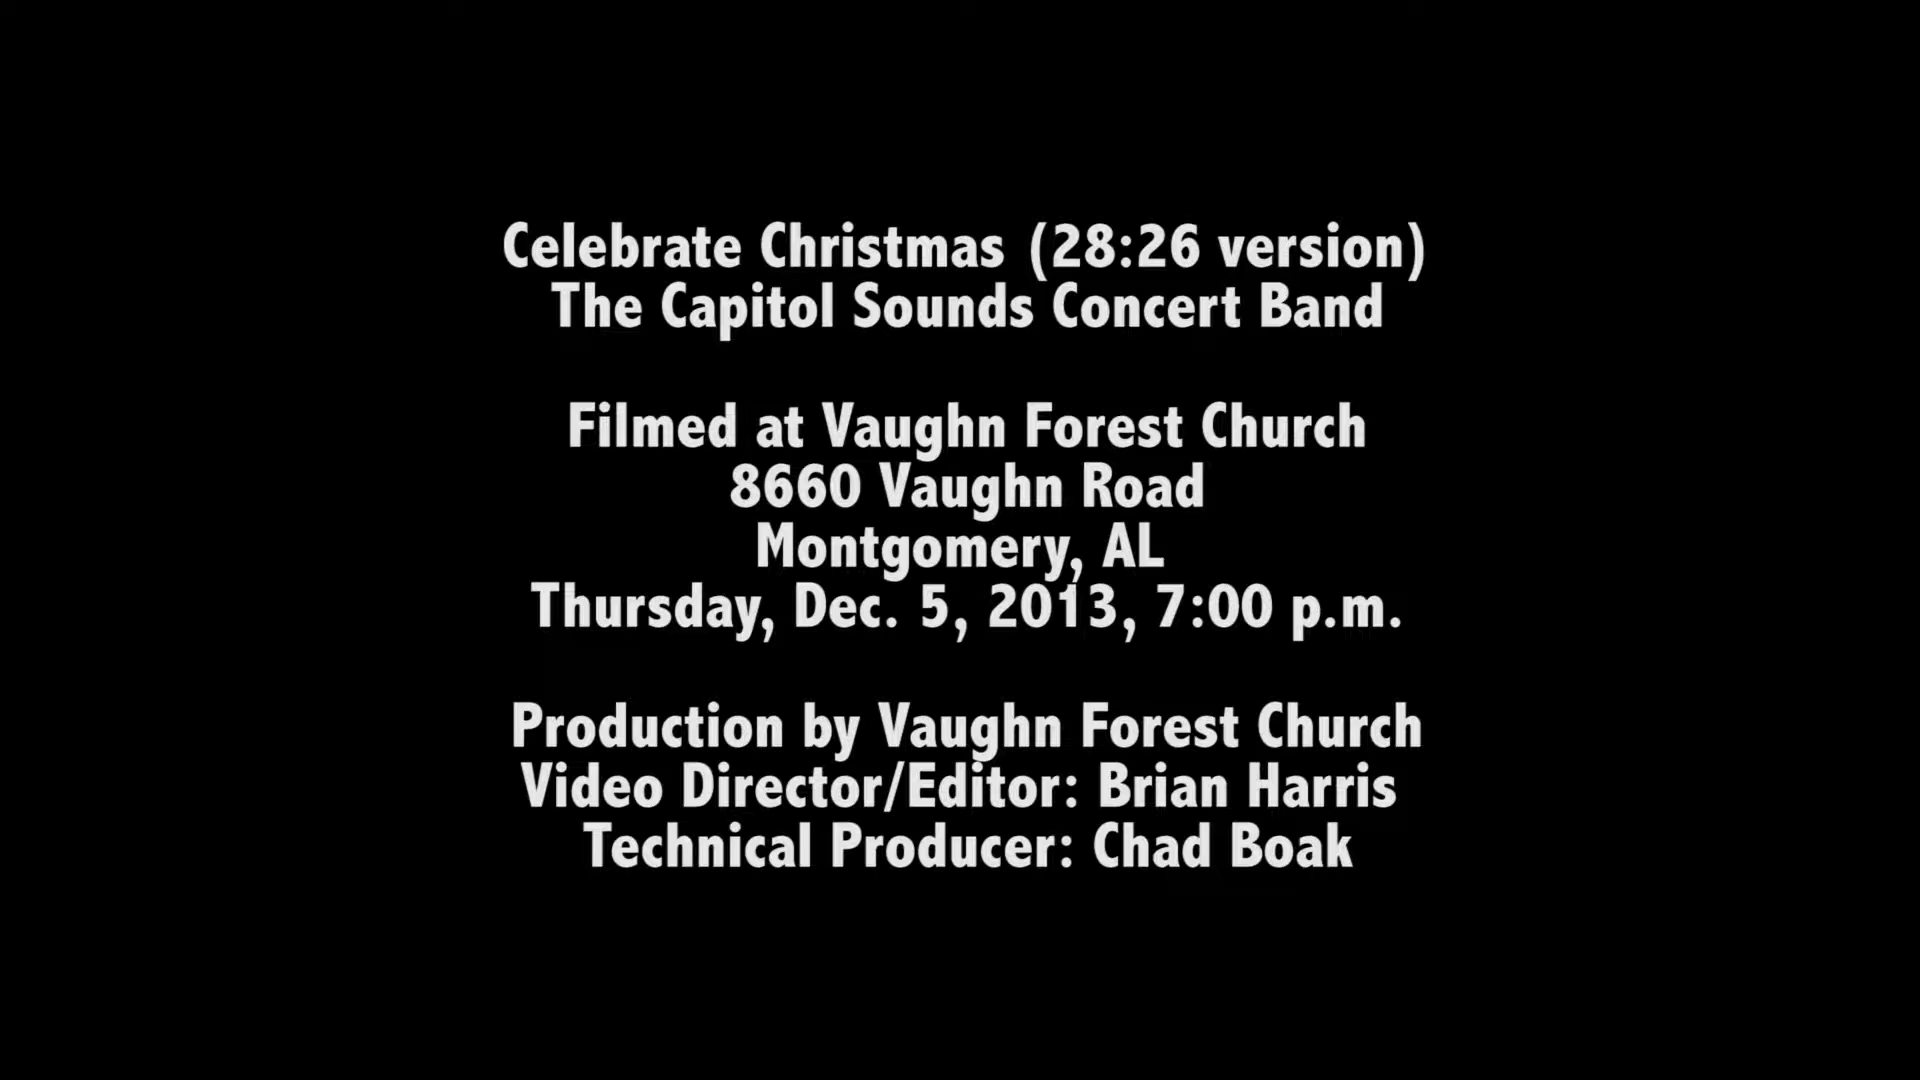 Celebrate Christmas (28:26 version)
The Capitol Sounds Concert Band
Filmed at Vaughn Forest Church
8660 Vaughn Road
Montgomery, AL
Thursday, Dec. 5, 2013, 7:00 p.m.
Production by Vaughn Forest Church
Video Director/Editor: Brian Harris
Technical Producer: Chad Boak